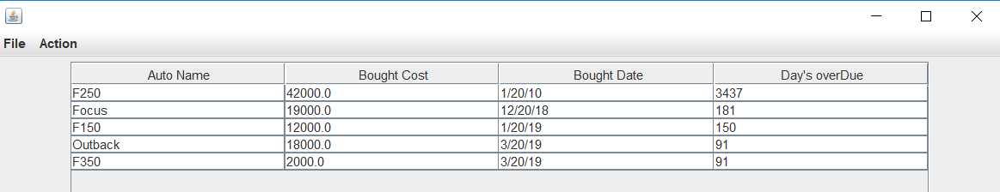 File Action
Auto Name Bought Cost Bought Date Day's overDue
F250 42000.0 1/20/10 3437
Focus 19000.0 12/20/18 181
F150 12000.0 1/20/19 150
Outback 18000.0 3/20/19 91
F350 2000.0 3/20/19 91